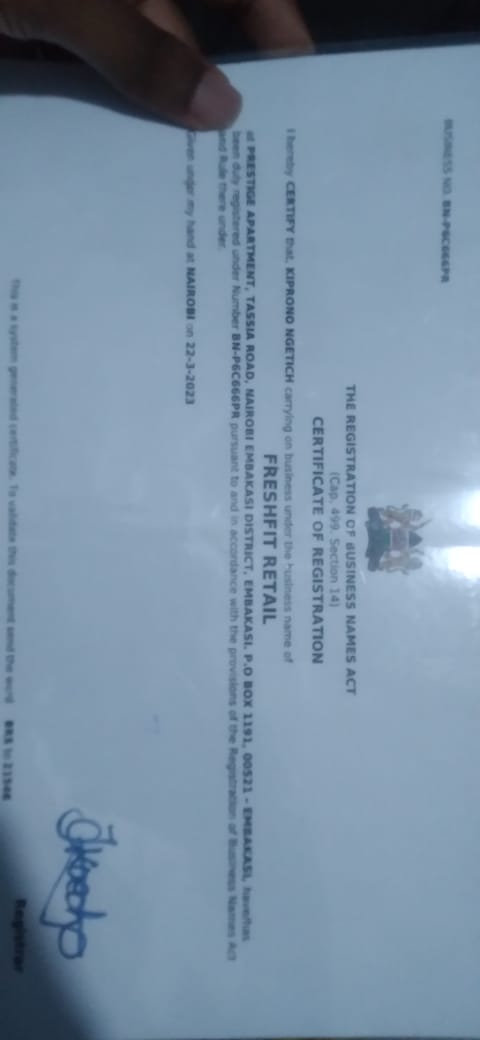 BUSINESS NO. BN-P6C666PR
THE REGISTRATION OF BUSINESS NAMES ACT
(Cap. 499, Section 14)
CERTIFICATE OF REGISTRATION
I hereby CERTIFY that, KIPRONO NGETICH carrying on business under the business name of
FRESHFIT RETAIL
at PRESTIGE APARTMENT, TASSIA ROAD, NAIROBI EMBAKASI DISTRICT, EMBAKASI, P.O BOX 1191, 00521 - EMBAKASI, have/has
been duly registered under Number BN-P6C666PR pursuant to and in accordance with the provisions of the Registration of Business Names Act
and Rule there under.
Given under my hand at NAIROBI on 22-3-2023
Registrar
This is a system generated certificate. To validate this document send the word BRS to 21546